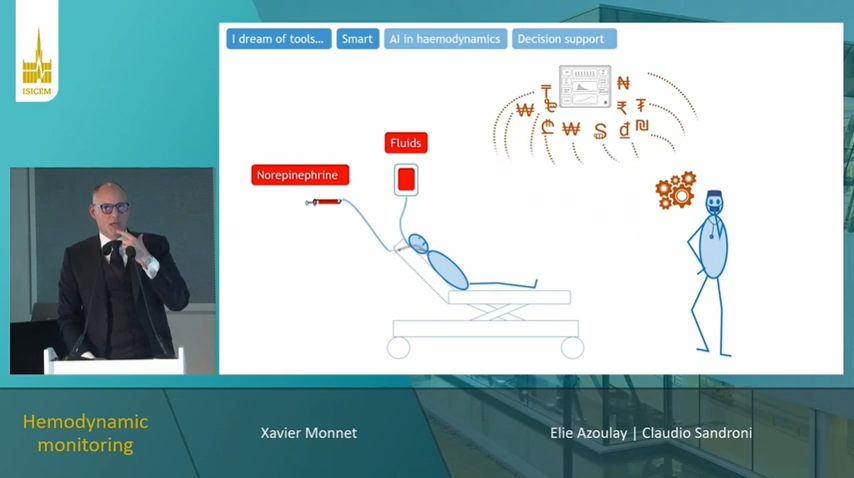 ISICEM
I dream of tools... Smart AI in haemodynamics Decision support
₩ ₸ ₻ ₦ ₹ ₮
₾ ₩ $ ₫ ₪
Fluids
Norepinephrine
Hemodynamic
monitoring
Xavier Monnet
Elie Azoulay | Claudio Sandroni